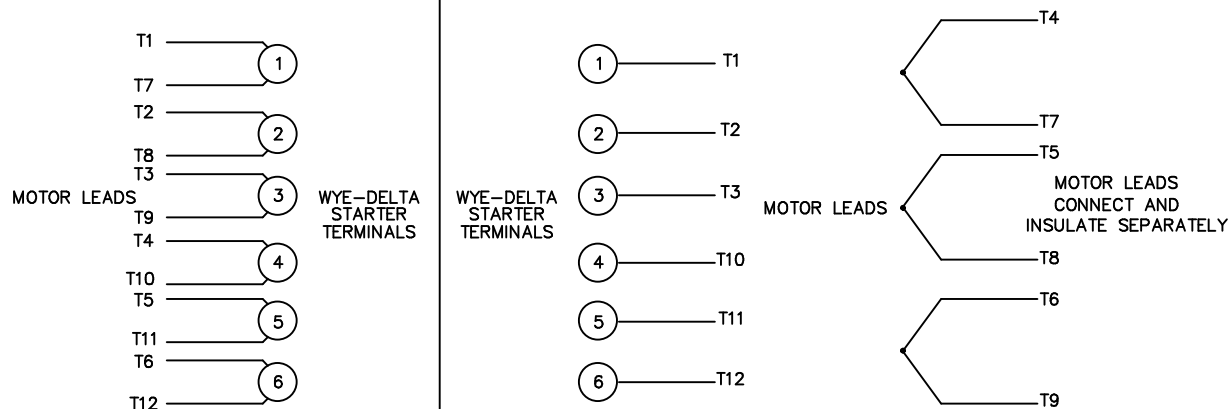 T1
T7
1
T2
T8
2
T3
T9
3
MOTOR LEADS
T4
T10
4
T5
T11
5
T6
T12
6
WYE-DELTA
STARTER
TERMINALS
WYE-DELTA
STARTER
TERMINALS
1 T1
2 T2
3 T3
4 T10
5 T11
6 T12
MOTOR LEADS
T4
T7
T5
T8
T6
T9
MOTOR LEADS
CONNECT AND
INSULATE SEPARATELY